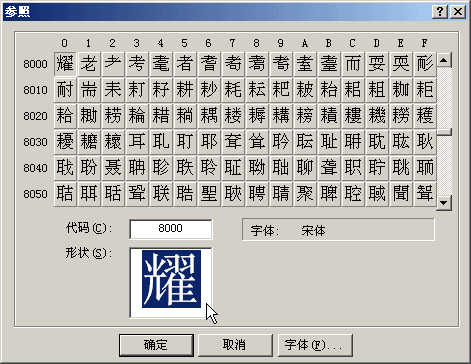 参照
0 1 2 3 4 5 6 7 8 9 A B C D E F
8000 耀 老 耂 考 耄 者 耆 耇 耈 耉 耊 耋 而 耍 耎 耏
8010 耐 耑 耒 耓 耔 耕 耖 耗 耘 耙 耚 耛 耜 耝 耞 耟
8020 耠 耡 耢 耣 耤 耥 耦 耧 耨 耩 耪 耫 耬 耭 耮 耯
8030 耰 耱 耲 耳 耴 耵 耶 耷 耸 耹 耺 耻 耼 耽 耾 耿
8040 聀 聁 聂 聃 聄 聅 聆 聇 聈 聉 聊 聋 职 聍 聎 聏
8050 聐 聑 聒 聓 联 聕 聖 聗 聘 聙 聚 聛 聜 聝 聞 聟
代码(C): 8000 字体: 宋体
形状(S): 耀
确定 取消 字体(F)...